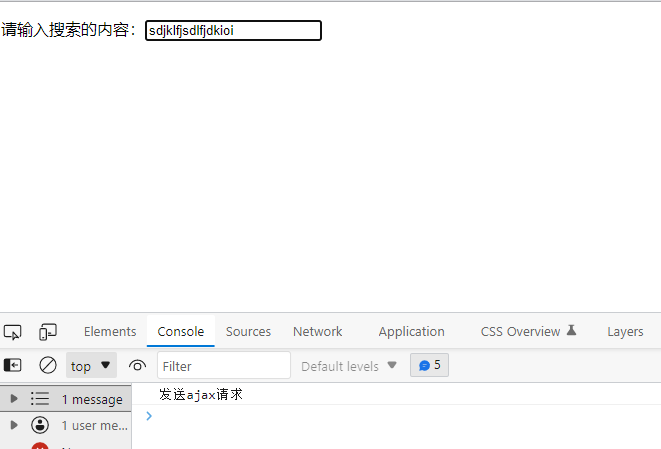 请输入搜索的内容： sdjklfjsdlfjdkioi
Elements Console Sources Network Application CSS Overview Layers
top Filter Default levels 5
1 message
发送ajax请求
1 user me...